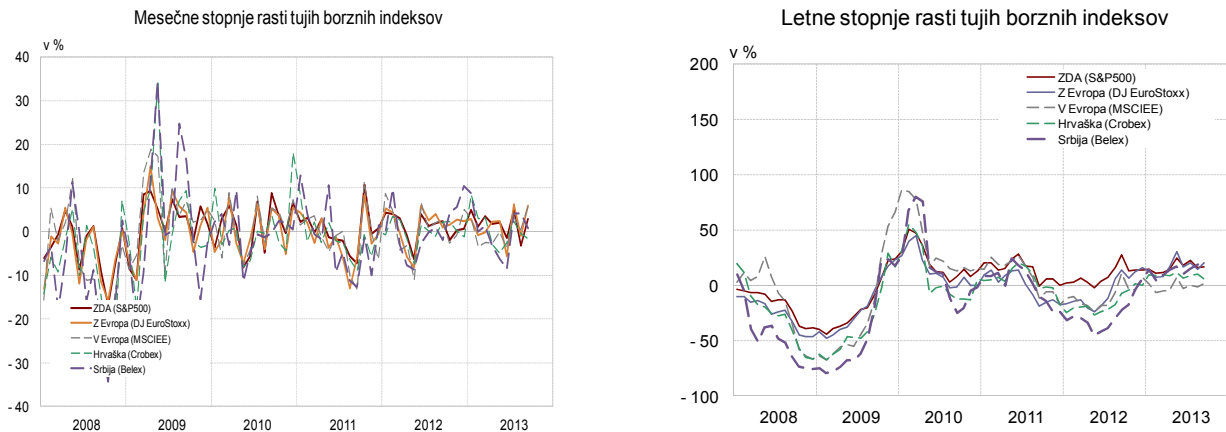 Mesečne stopnje rasti tujih borznih indeksov
v %
40
30
20
10
0
- 10
- 20
- 30
- 40
ZDA (S&P500)
Z Evropa (DJ EuroStoxx)
V Evropa (MSCIEE)
Hrvaška (Crobex)
Srbija (Belex)
2008 2009 2010 2011 2012 2013
Letne stopnje rasti tujih borznih indeksov
v %
200
150
100
50
0
- 50
- 100
ZDA (S&P500)
Z Evropa (DJ EuroStoxx)
V Evropa (MSCIEE)
Hrvaška (Crobex)
Srbija (Belex)
2008 2009 2010 2011 2012 2013